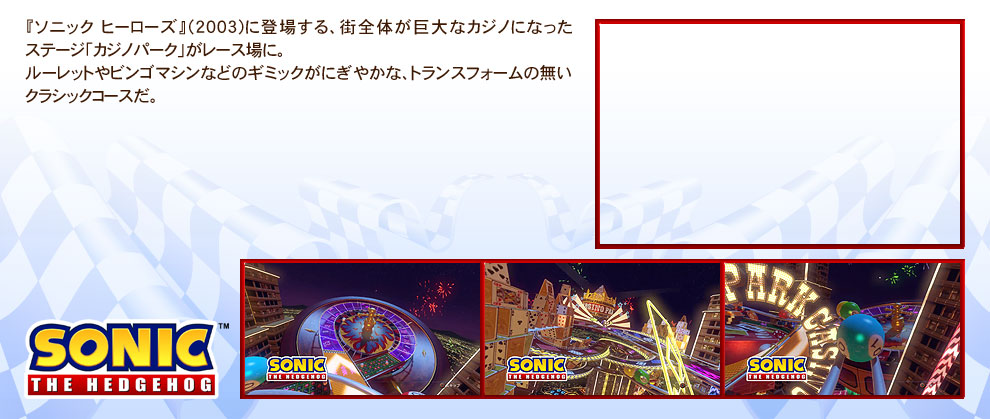 『ソニック ヒーローズ』(2003)に登場する、街全体が巨大なカジノになった
ステージ「カジノパーク」がレース場に。
ルーレットやビンゴマシンなどのギミックがにぎやかな、トランスフォームの無い
クラシックコースだ。
SONIC™
THE HEDGEHOG
SONIC
THE HEDGEHOG
SONIC
THE HEDGEHOG
PARK
SONIC
THE HEDGEHOG